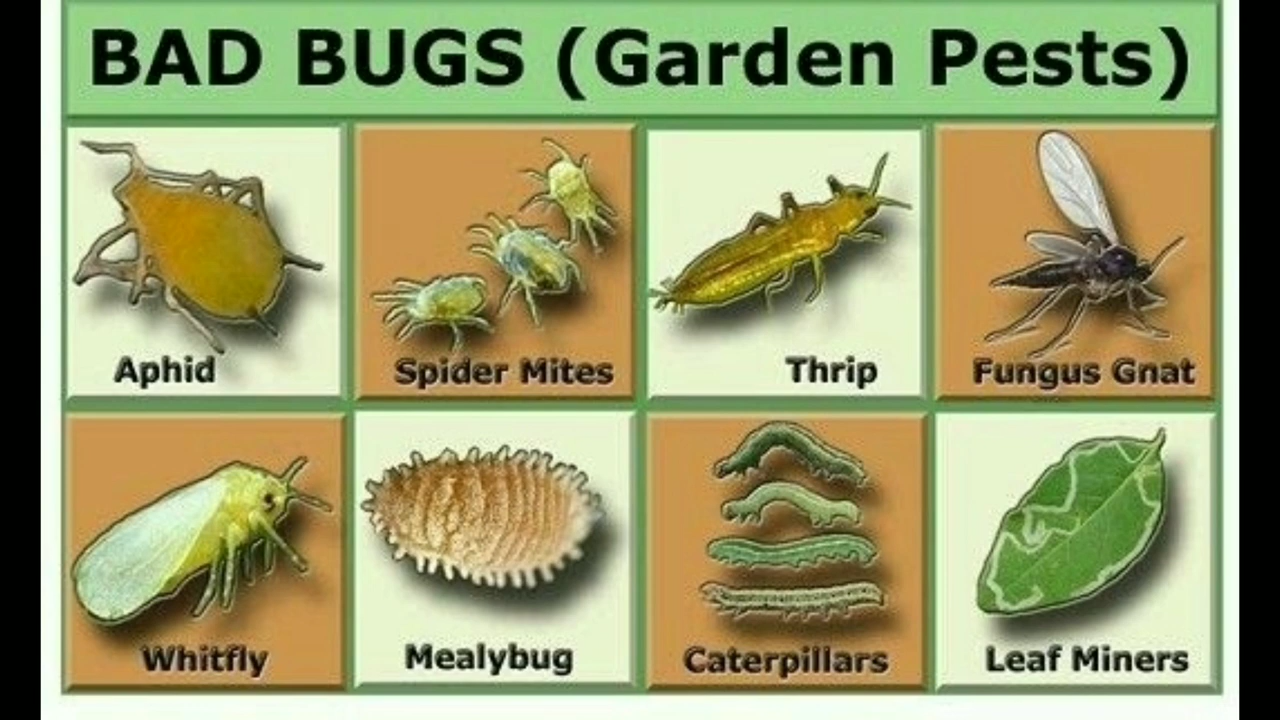 BAD BUGS (Garden Pests)
Aphid
Spider Mites
Thrip
Fungus Gnat
Whitfly
Mealybug
Caterpillars
Leaf Miners